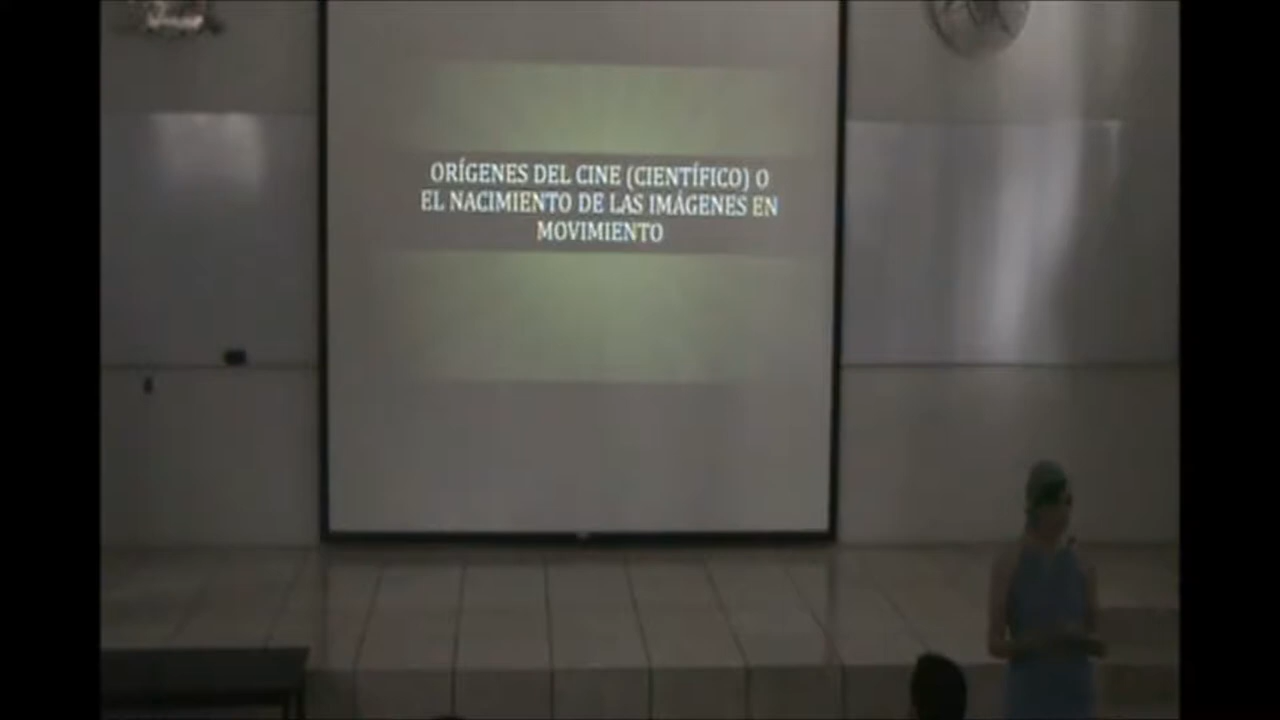 ORÍGENES DEL CINE (CIENTÍFICO) O
EL NACIMIENTO DE LAS IMÁGENES EN
MOVIMIENTO